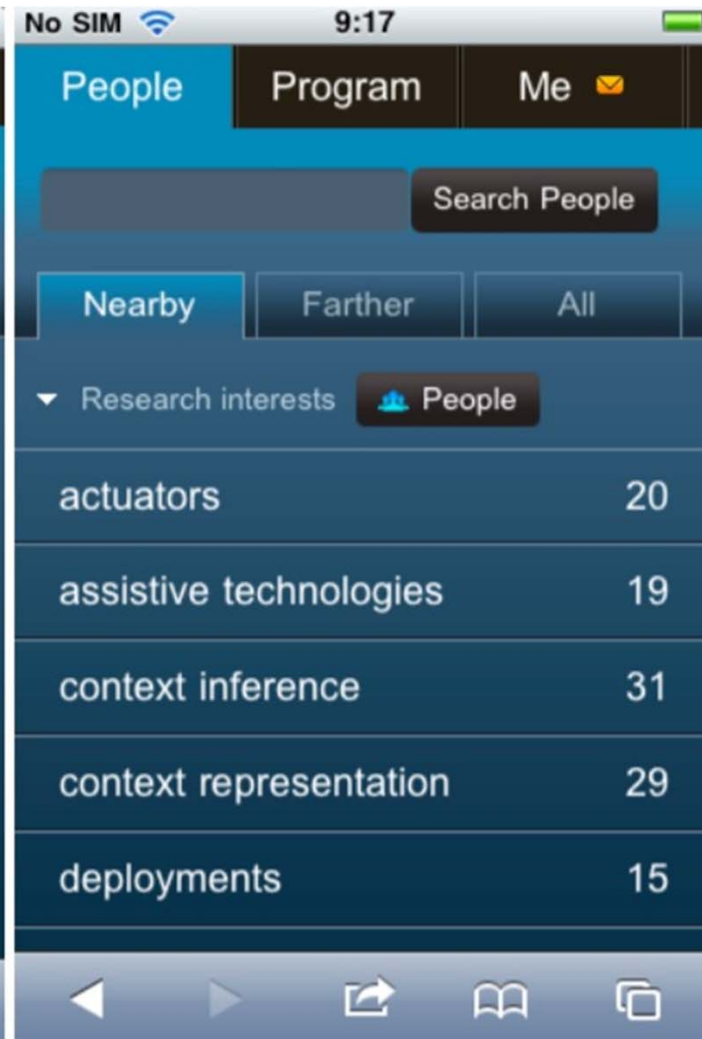 No SIM 9:17
People Program Me
Search People
Nearby Farther All
Research interests People
actuators 20
assistive technologies 19
context inference 31
context representation 29
deployments 15